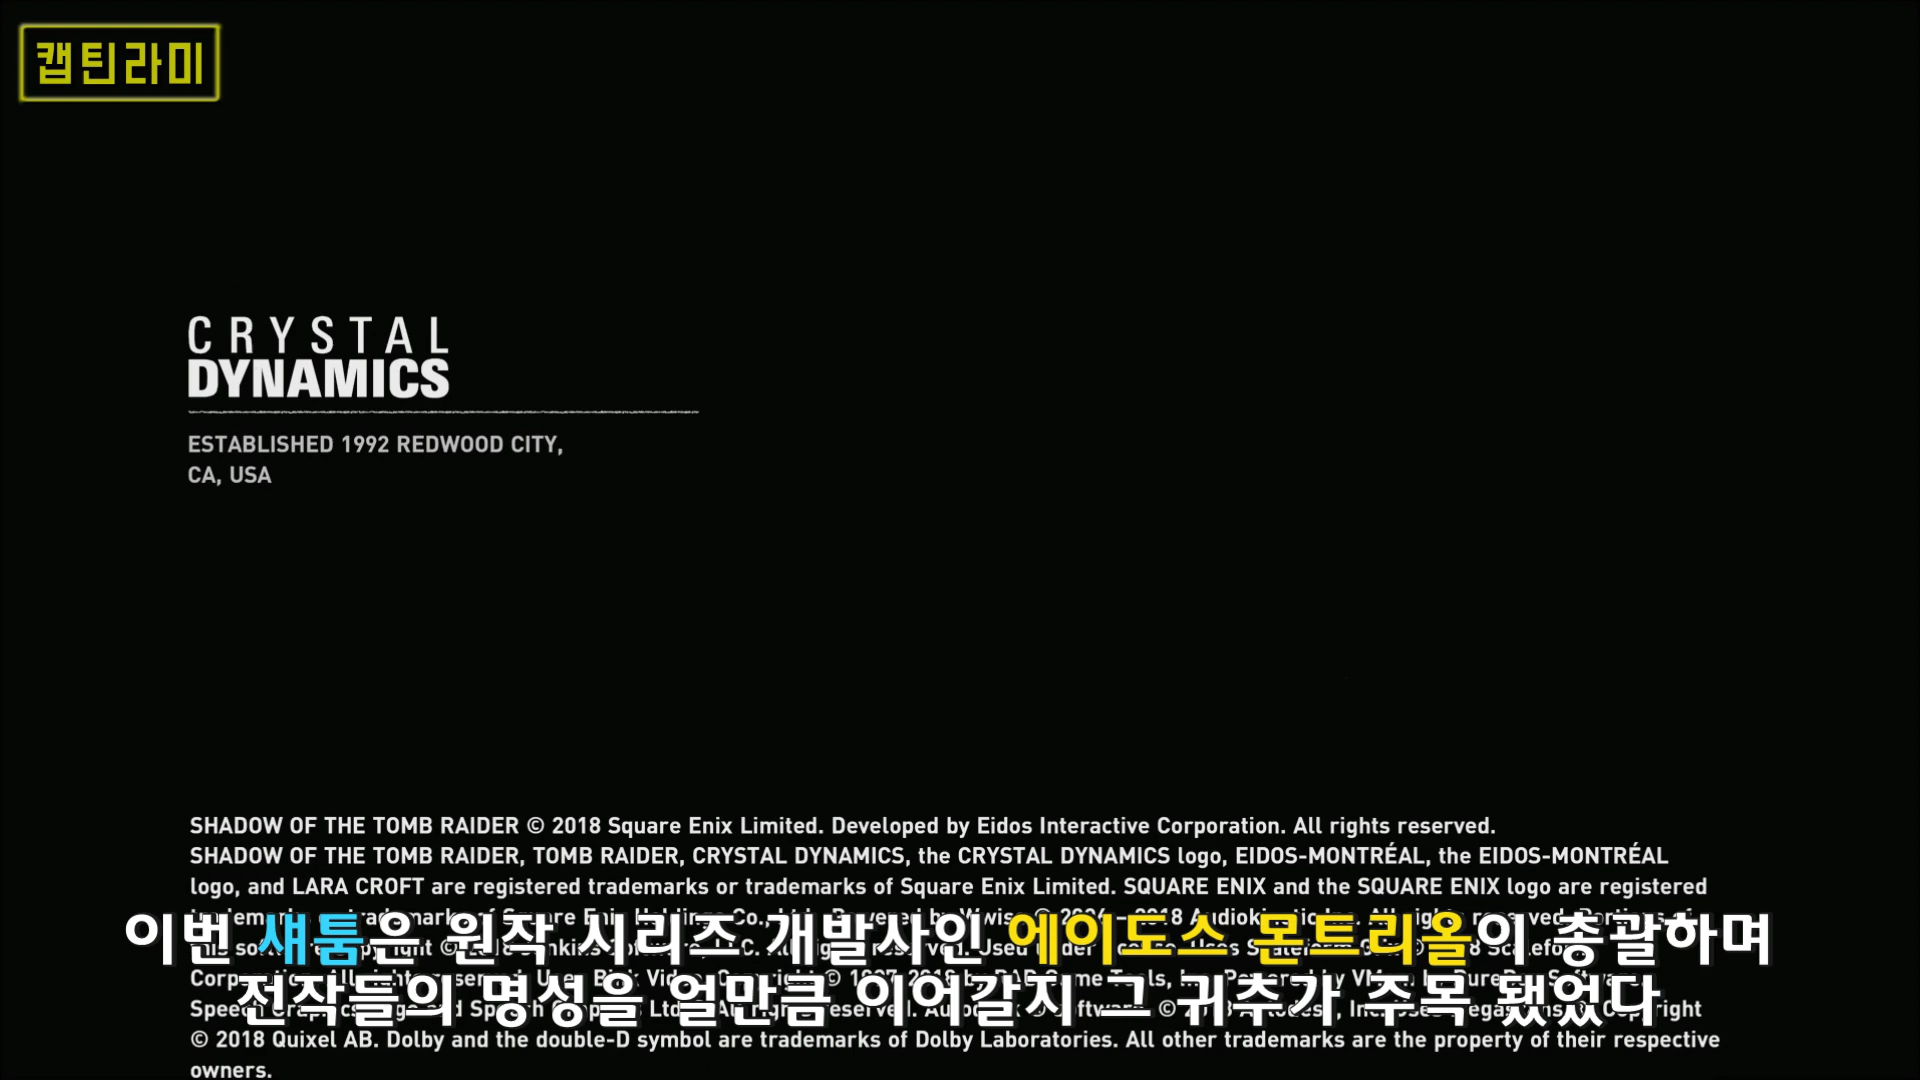 캡틴라미
CRYSTAL
DYNAMICS
ESTABLISHED 1992 REDWOOD CITY,
CA, USA
SHADOW OF THE TOMB RAIDER © 2018 Square Enix Limited. Developed by Eidos Interactive Corporation. All rights reserved.
SHADOW OF THE TOMB RAIDER, TOMB RAIDER, CRYSTAL DYNAMICS, the CRYSTAL DYNAMICS logo, EIDOS-MONTRÉAL, the EIDOS-MONTRÉAL
logo, and LARA CROFT are registered trademarks or trademarks of Square Enix Limited. SQUARE ENIX and the SQUARE ENIX logo are registered
이번 섀툼은 원작 시리즈 개발사인 에이도스 몬트리올이 총괄하며
전작들의 명성을 얼만큼 이어갈지 그 귀추가 주목 됐었다
© 2018 Quixel AB. Dolby and the double-D symbol are trademarks of Dolby Laboratories. All other trademarks are the property of their respective
owners.